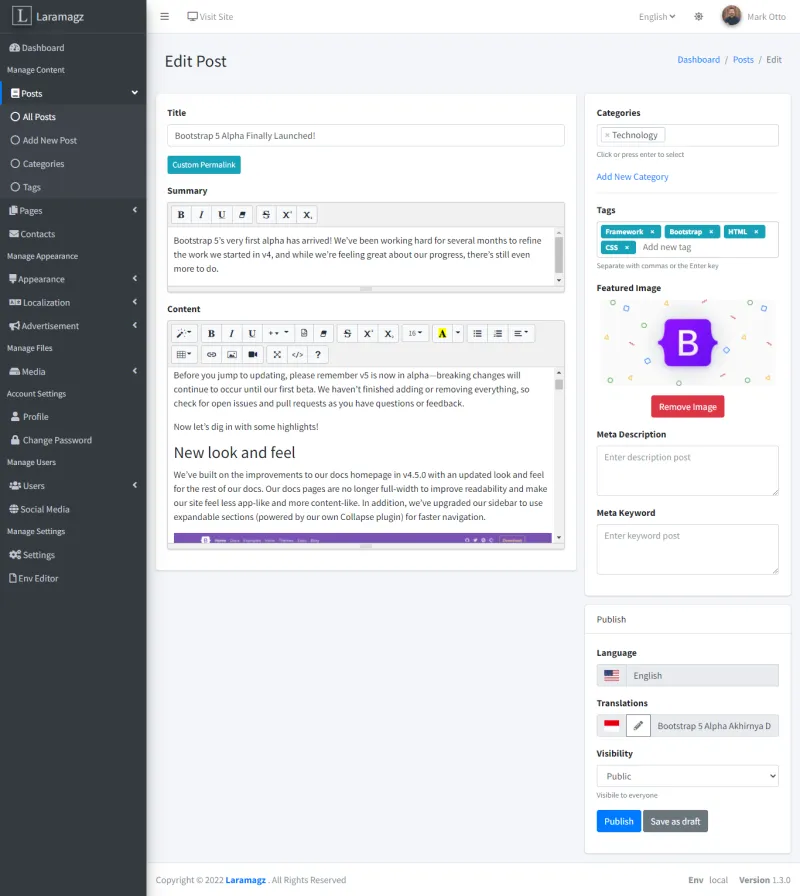 Laramagz
Visit Site
English
Mark Otto
Dashboard
Manage Content
Posts
All Posts
Add New Post
Categories
Tags
Pages
Contacts
Manage Appearance
Appearance
Localization
Advertisement
Manage Files
Media
Account Settings
Profile
Change Password
Manage Users
Users
Social Media
Manage Settings
Settings
Env Editor
Edit Post
Dashboard / Posts / Edit
Title
Bootstrap 5 Alpha Finally Launched!
Custom Permalink
Summary
B I U S X X
Bootstrap 5's very first alpha has arrived! We've been working hard for several months to refine
the work we started in v4, and while we're feeling great about our progress, there's still even
more to do.
Content
B I U S X X 16 A
</> ?
Before you jump to updating, please remember v5 is now in alpha—breaking changes will
continue to occur until our first beta. We haven't finished adding or removing everything, so
check for open issues and pull requests as you have questions or feedback.
Now let's dig in with some highlights!
New look and feel
We've built on the improvements to our docs homepage in v4.5.0 with an updated look and feel
for the rest of our docs. Our docs pages are no longer full-width to improve readability and make
our site feel less app-like and more content-like. In addition, we've upgraded our sidebar to use
expandable sections (powered by our own Collapse plugin) for faster navigation.
Categories
× Technology
Click or press enter to select
Add New Category
Tags
Framework × Bootstrap × HTML ×
CSS × Add new tag
Separate with commas or the Enter key
Featured Image
B
Remove Image
Meta Description
Enter description post
Meta Keyword
Enter keyword post
Publish
Language
English
Translations
Bootstrap 5 Alpha Akhirnya D
Visibility
Public
Visibile to everyone
Publish
Save as draft
Copyright © 2022 Laramagz . All Rights Reserved
Env local Version 1.3.0